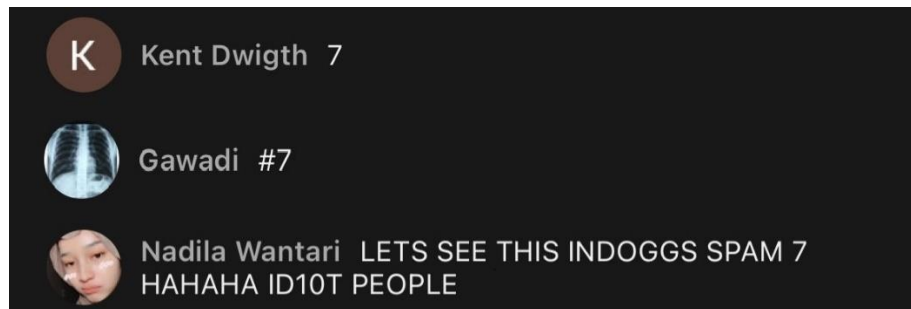 K Kent Dwigth 7
Gawadi #7
Nadila Wantari LETS SEE THIS INDOGGS SPAM 7
HAHAHA ID10T PEOPLE